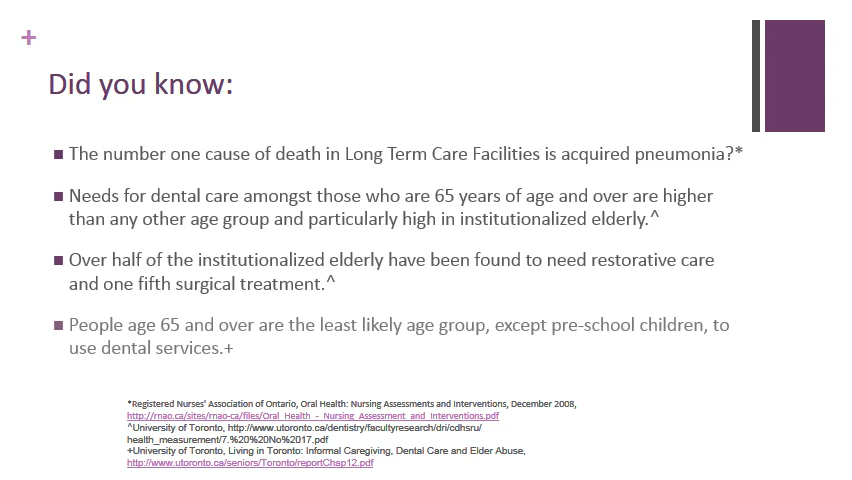 +
Did you know:
■ The number one cause of death in Long Term Care Facilities is acquired pneumonia?*
■ Needs for dental care amongst those who are 65 years of age and over are higher
than any other age group and particularly high in institutionalized elderly.^
■ Over half of the institutionalized elderly have been found to need restorative care
and one fifth surgical treatment.^
■ People age 65 and over are the least likely age group, except pre-school children, to
use dental services.+
*Registered Nurses' Association of Ontario, Oral Health: Nursing Assessments and Interventions, December 2008,
http://rnao.ca/sites/rnao-ca/files/Oral_Health_-_Nursing_Assessment_and_Interventions.pdf
^University of Toronto, http://www.utoronto.ca/dentistry/facultyresearch/dri/cdhsru/
health_measurement/7.%20%20No%2017.pdf
+University of Toronto, Living in Toronto: Informal Caregiving, Dental Care and Elder Abuse,
http://www.utoronto.ca/seniors/Toronto/reportChap12.pdf